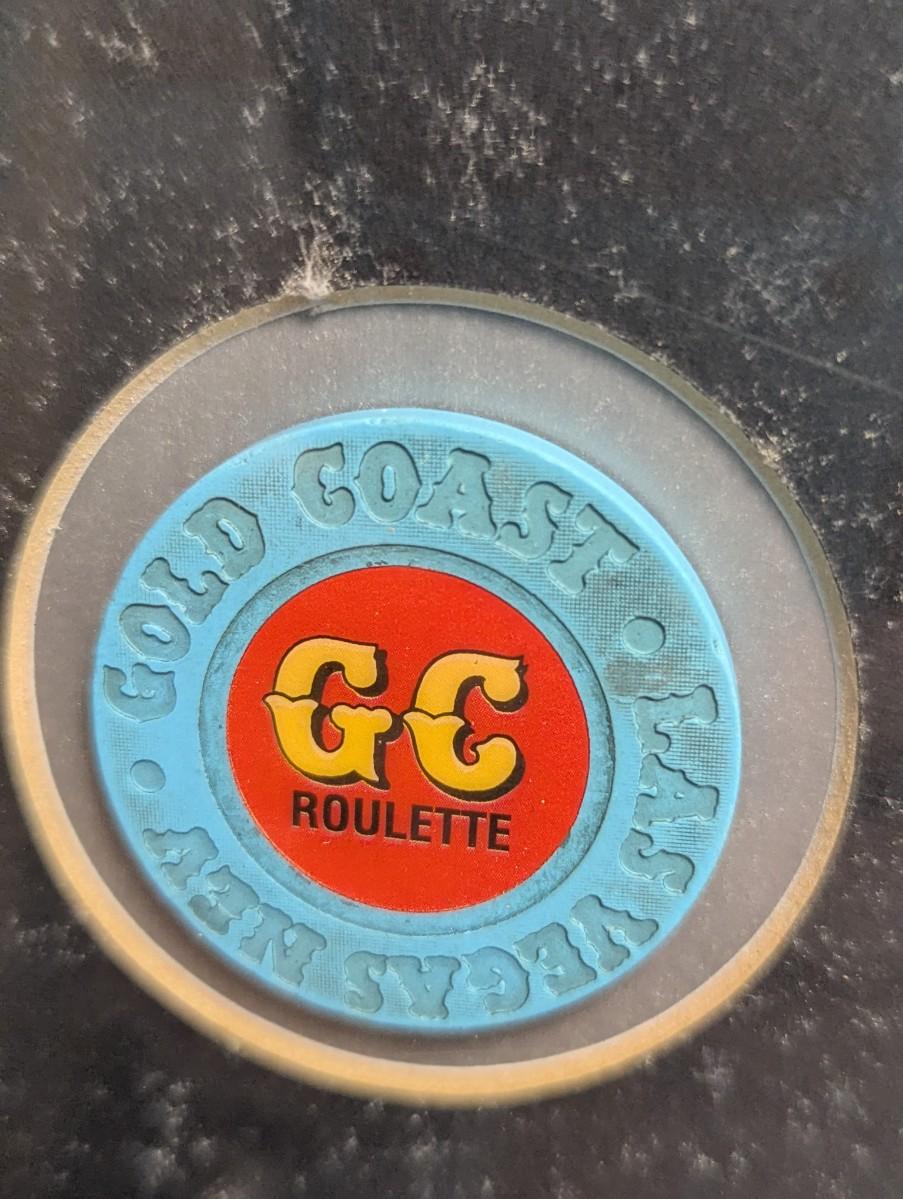 GOLD COAST • LAS VEGAS NEV •
GC
ROULETTE